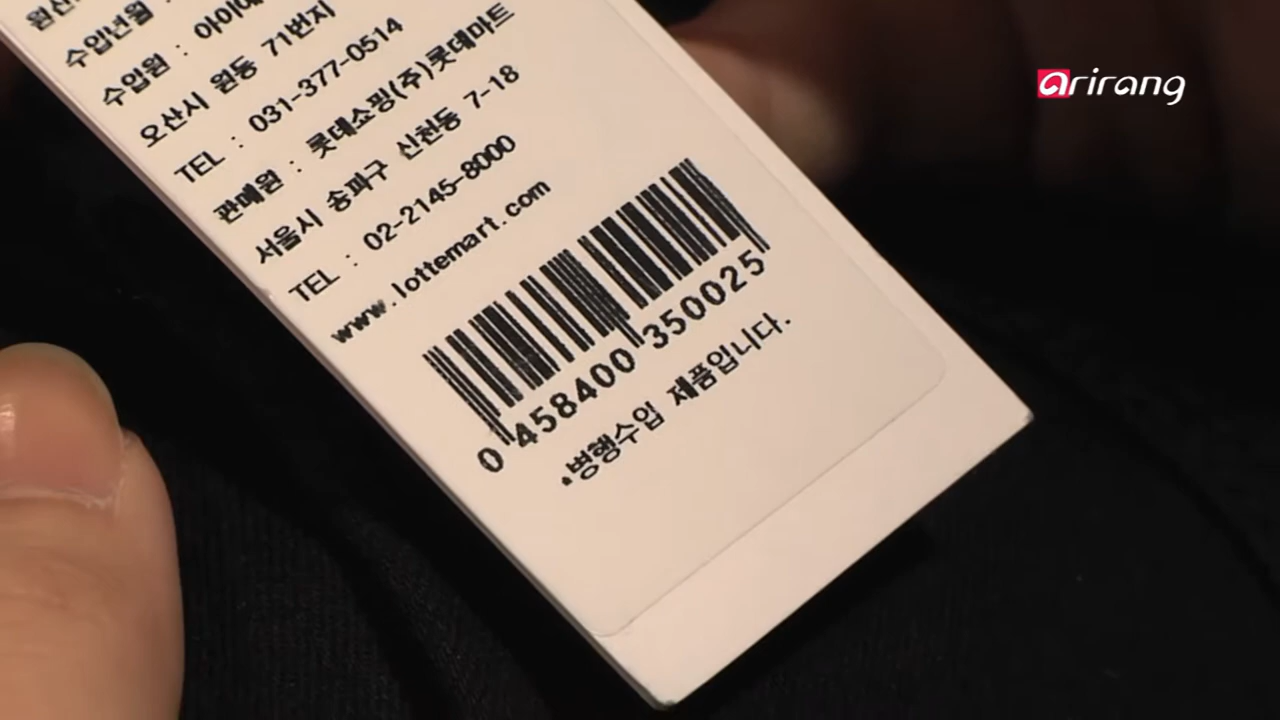 수입년월 :
수입원 :
오산시 원동 71번지
TEL : 031-377-0514
판매원 : 롯데쇼핑(주)롯데마트
서울시 송파구 신천동 7-18
TEL : 02-2145-8000
www.lottemart.com
0 458400 350025
.병행수입 제품입니다.
arirang